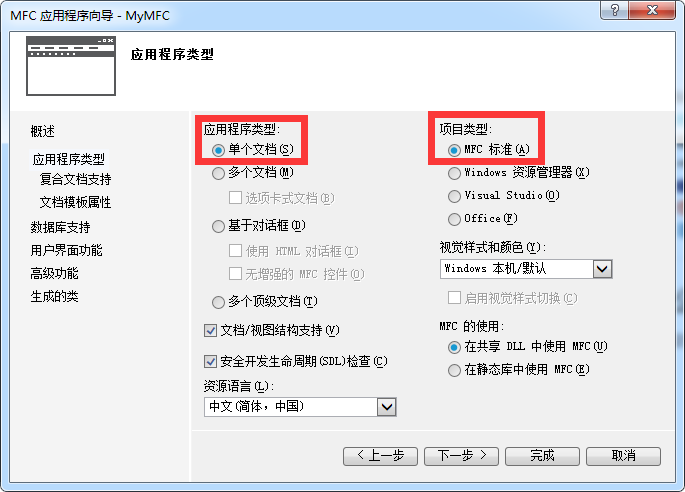 MFC 应用程序向导 - MyMFC
应用程序类型
概述
应用程序类型
复合文档支持
文档模板属性
数据库支持
用户界面功能
高级功能
生成的类
应用程序类型:
单个文档(S)
多个文档(M)
选项卡式文档(B)
基于对话框(D)
使用 HTML 对话框(I)
无增强的 MFC 控件(O)
多个顶级文档(T)
文档/视图结构支持(V)
安全开发生命周期(SDL)检查(C)
资源语言(L):
中文(简体，中国)
项目类型:
MFC 标准(A)
Windows 资源管理器(X)
Visual Studio(O)
Office(F)
视觉样式和颜色(Y):
Windows 本机/默认
启用视觉样式切换(C)
MFC 的使用:
在共享 DLL 中使用 MFC(U)
在静态库中使用 MFC(E)
< 上一步
下一步 >
完成
取消